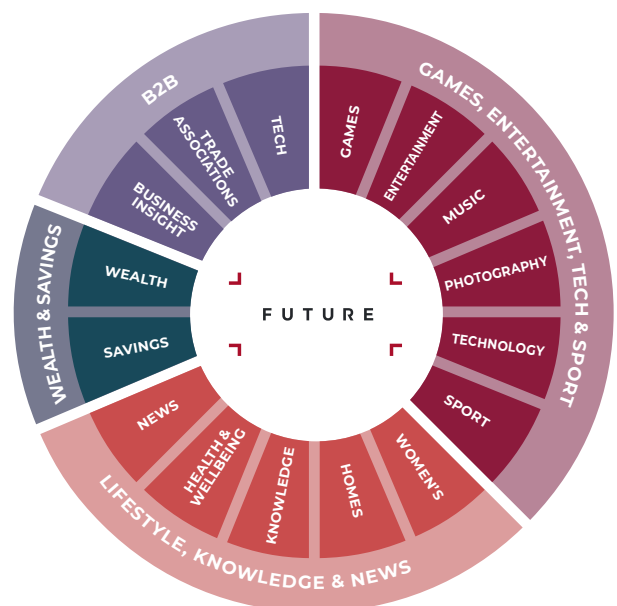 GAMES, ENTERTAINMENT, TECH & SPORT
GAMES
ENTERTAINMENT
MUSIC
PHOTOGRAPHY
TECHNOLOGY
SPORT
LIFESTYLE, KNOWLEDGE & NEWS
WOMEN'S
HOMES
KNOWLEDGE
HEALTH &
WELLBEING
NEWS
WEALTH & SAVINGS
SAVINGS
WEALTH
B2B
BUSINESS
INSIGHT
TRADE
ASSOCIATIONS
TECH
FUTURE